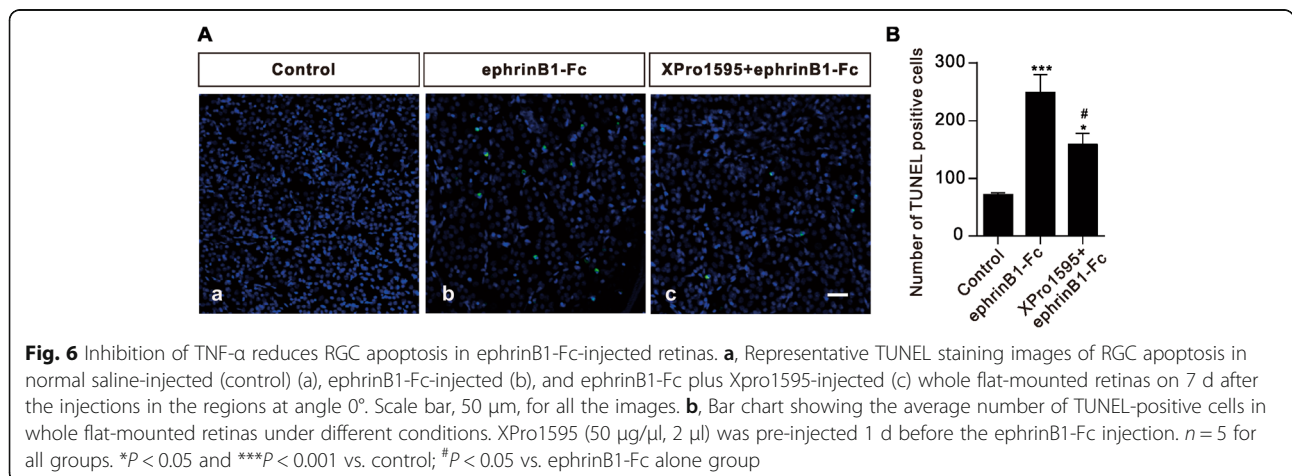 A
B
Control
ephrinB1-Fc
XPro1595+ephrinB1-Fc
a
b
c
Number of TUNEL positive cells
300
200
100
0
***
#
*
Control
ephrinB1-Fc
XPro1595+
ephrinB1-Fc
Fig. 6 Inhibition of TNF-α reduces RGC apoptosis in ephrinB1-Fc-injected retinas. a, Representative TUNEL staining images of RGC apoptosis in
normal saline-injected (control) (a), ephrinB1-Fc-injected (b), and ephrinB1-Fc plus Xpro1595-injected (c) whole flat-mounted retinas on 7 d after
the injections in the regions at angle 0°. Scale bar, 50 μm, for all the images. b, Bar chart showing the average number of TUNEL-positive cells in
whole flat-mounted retinas under different conditions. XPro1595 (50 μg/μl, 2 μl) was pre-injected 1 d before the ephrinB1-Fc injection. n = 5 for
all groups. *P < 0.05 and ***P < 0.001 vs. control; #P < 0.05 vs. ephrinB1-Fc alone group